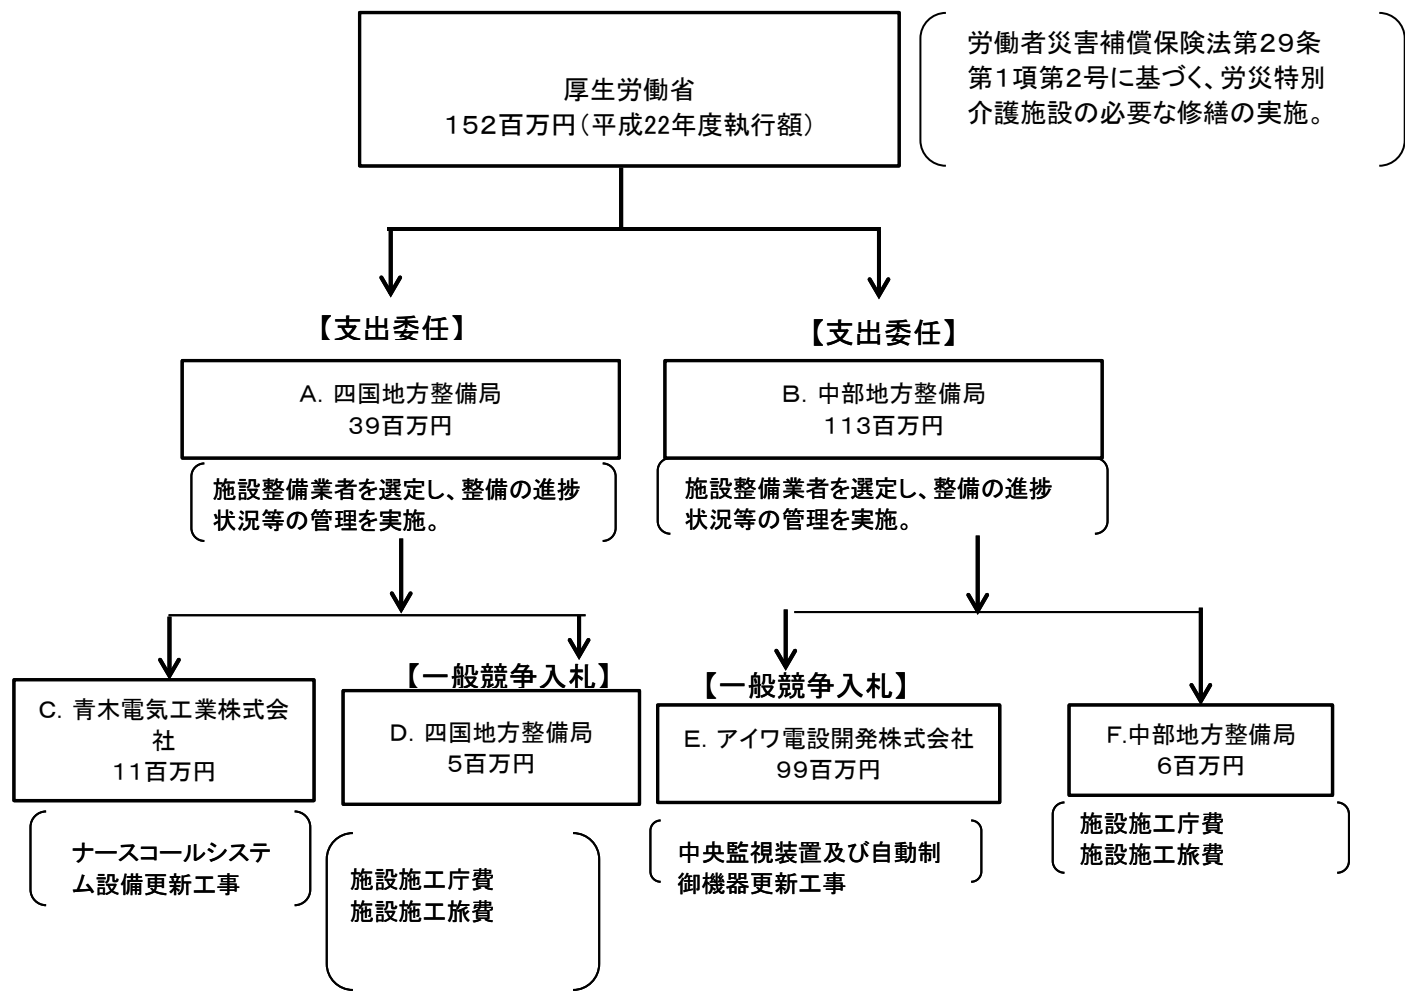 厚生労働省
152百万円(平成22年度執行額)
労働者災害補償保険法第29条
第1項第2号に基づく、労災特別
介護施設の必要な修繕の実施。
【支出委任】
【支出委任】
A. 四国地方整備局
39百万円
B. 中部地方整備局
113百万円
施設整備業者を選定し、整備の進捗
状況等の管理を実施。
施設整備業者を選定し、整備の進捗
状況等の管理を実施。
【一般競争入札】
【一般競争入札】
C. 青木電気工業株式会
社
11百万円
D. 四国地方整備局
5百万円
E. アイワ電設開発株式会社
99百万円
F.中部地方整備局
6百万円
ナースコールシステ
ム設備更新工事
施設施工庁費
施設施工旅費
中央監視装置及び自動制
御機器更新工事
施設施工庁費
施設施工旅費